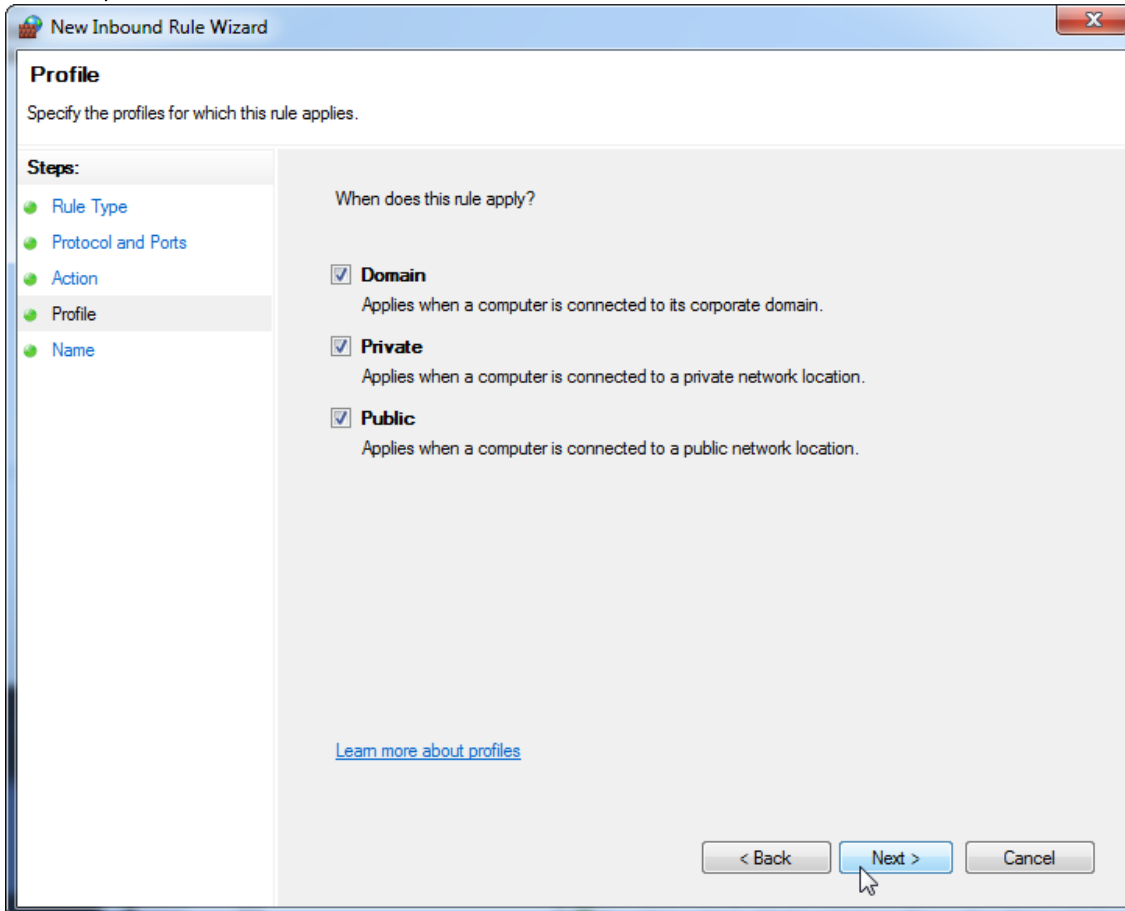 New Inbound Rule Wizard
Profile
Specify the profiles for which this rule applies.
Steps:
Rule Type
Protocol and Ports
Action
Profile
Name
When does this rule apply?
Domain
Applies when a computer is connected to its corporate domain.
Private
Applies when a computer is connected to a private network location.
Public
Applies when a computer is connected to a public network location.
Learn more about profiles
< Back Next > Cancel